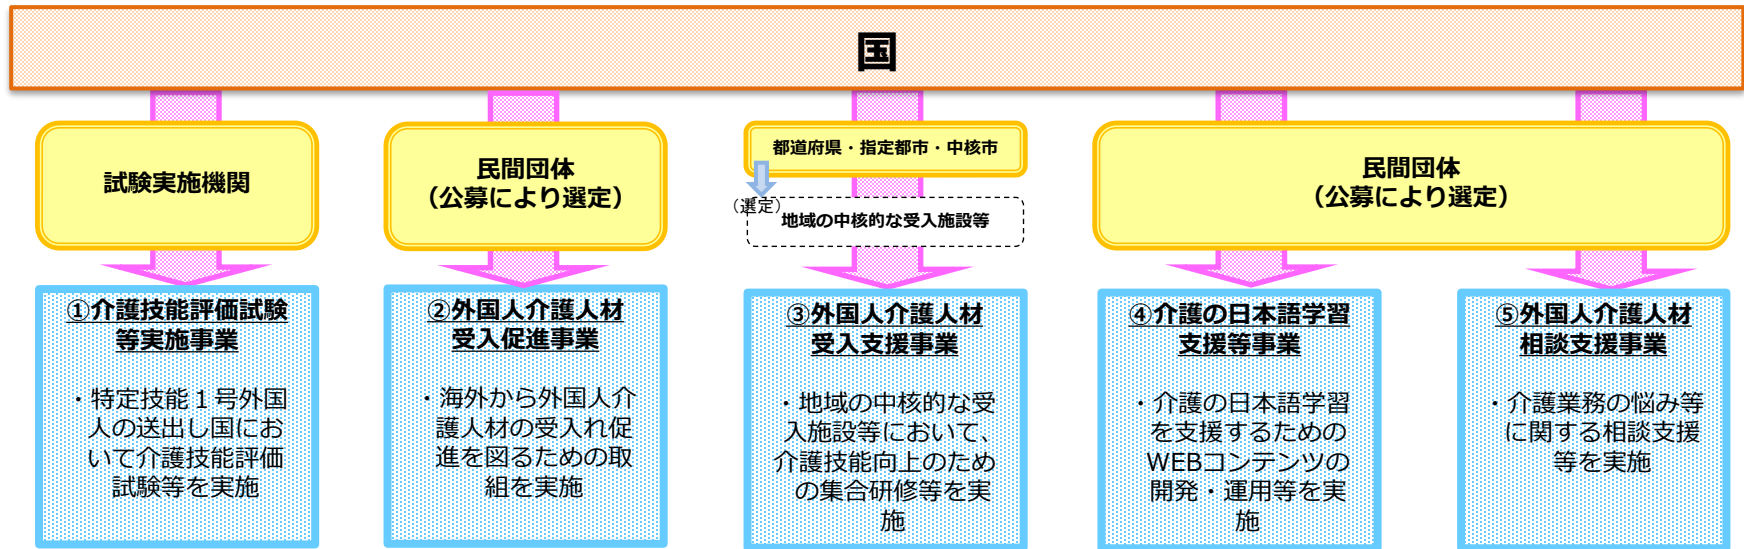 国
試験実施機関
民間団体
（公募により選定）
都道府県・指定都市・中核市
（選定）
地域の中核的な受入施設等
民間団体
（公募により選定）
①介護技能評価試験
等実施事業
・特定技能１号外国
人の送出し国にお
いて介護技能評価
試験等を実施
②外国人介護人材
受入促進事業
・海外から外国人介
護人材の受入れ促
進を図るための取
組を実施
③外国人介護人材
受入支援事業
・地域の中核的な受
入施設等において、
介護技能向上のため
の集合研修等を実
施
④介護の日本語学習
支援等事業
・介護の日本語学習
を支援するための
WEBコンテンツの
開発・運用等を実
施
⑤外国人介護人材
相談支援事業
・介護業務の悩み等
に関する相談支援
等を実施